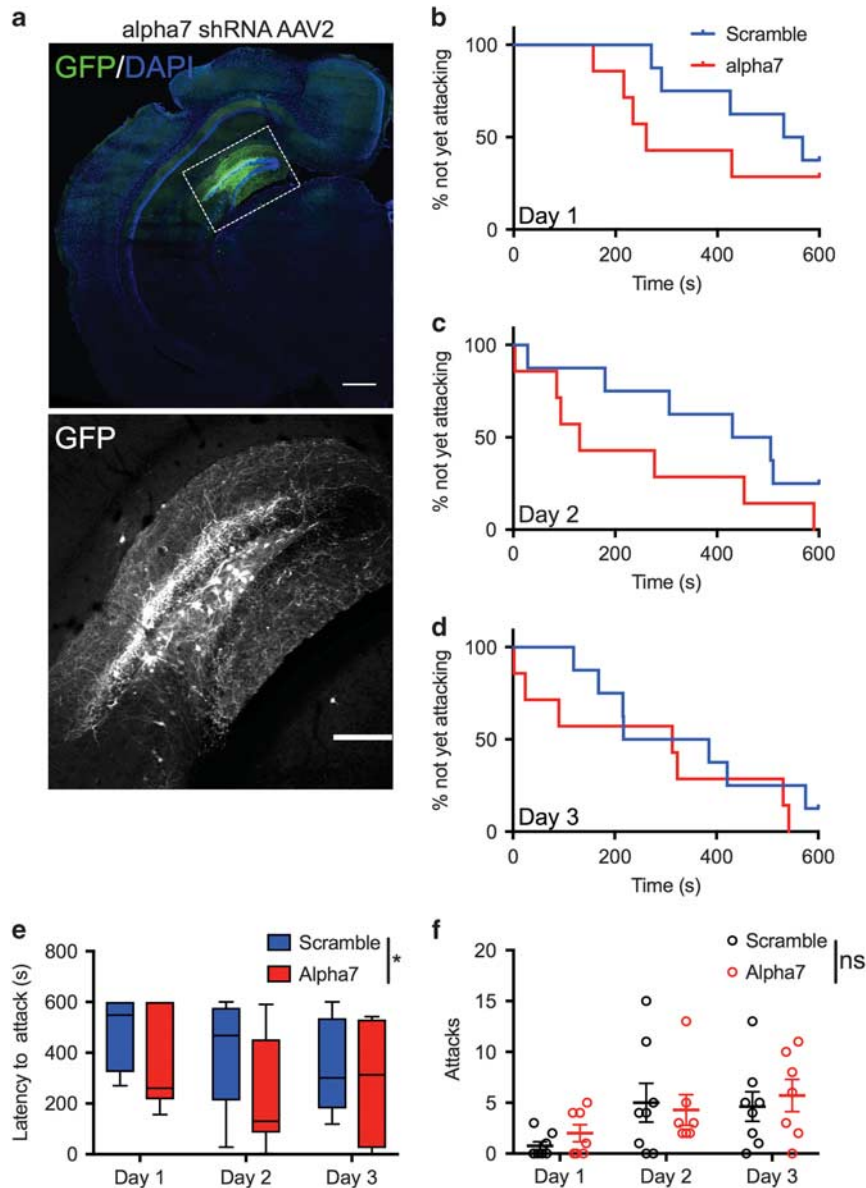 a
alpha7 shRNA AAV2
GFP/DAPI
GFP
b
% not yet attacking
100
50
0
Scramble
alpha7
Day 1
0 200 400 600
Time (s)
c
% not yet attacking
100
50
0
Day 2
0 200 400 600
Time (s)
d
% not yet attacking
100
50
0
Day 3
0 200 400 600
Time (s)
e
Latency to attack (s)
800
600
400
200
0
Scramble
Alpha7
*
Day 1 Day 2 Day 3
f
Attacks
20
15
10
5
0
Scramble
Alpha7
ns
Day 1 Day 2 Day 3